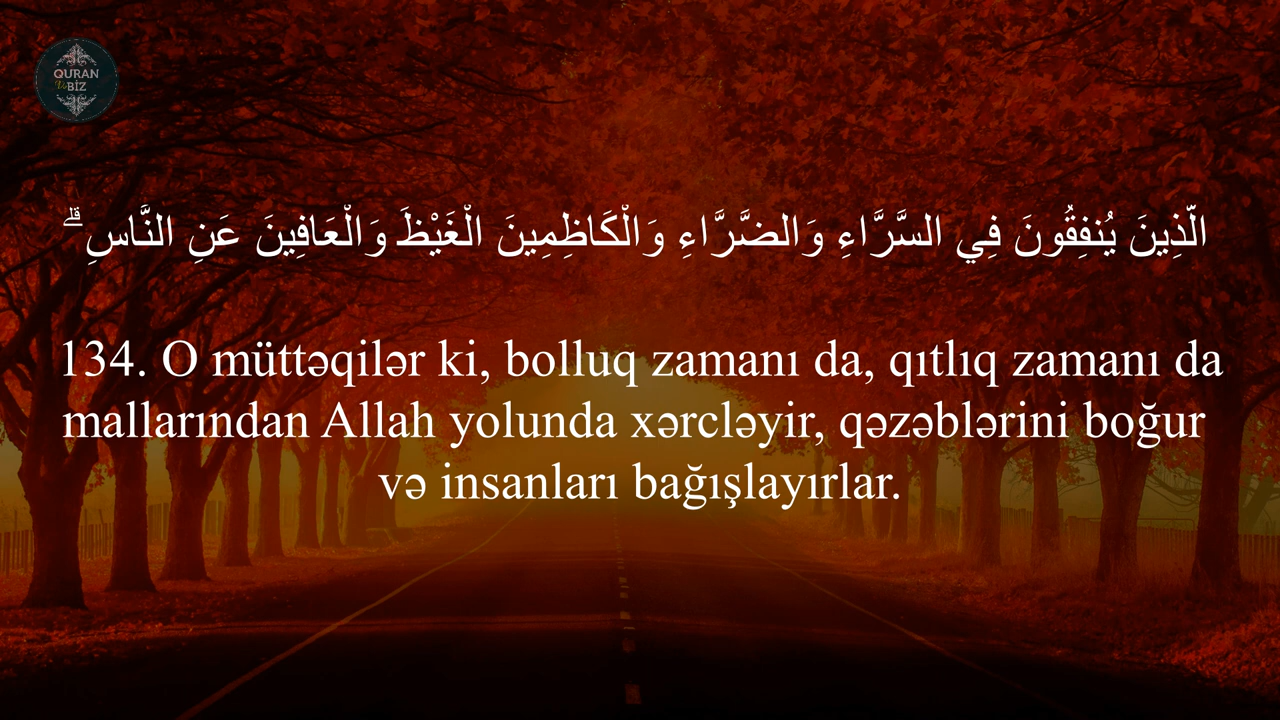 QURAN
Və BİZ
الَّذِينَ يُنفِقُونَ فِي السَّرَّاءِ وَالضَّرَّاءِ وَالْكَاظِمِينَ الْغَيْظَ وَالْعَافِينَ عَنِ النَّاسِ ۗ
134. O müttəqilər ki, bolluq zamanı da, qıtlıq zamanı da
mallarından Allah yolunda xərcləyir, qəzəblərini boğur
və insanları bağışlayırlar.